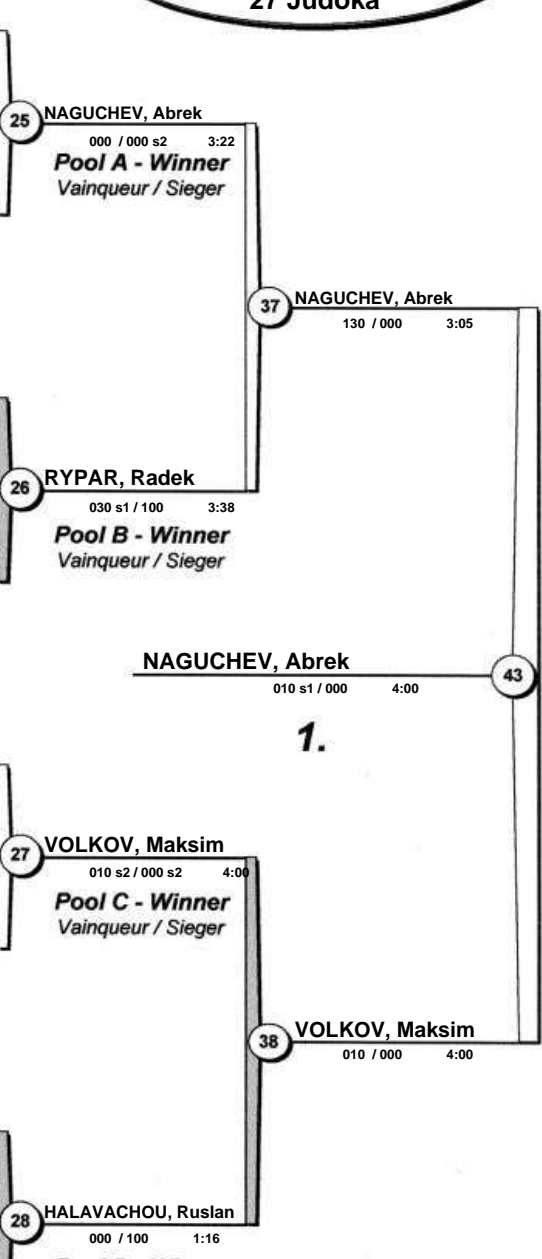 27 Judoka
25
NAGUCHEV, Abrek
000 / 000 s2 3:22
Pool A - Winner
Vainqueur / Sieger
37
NAGUCHEV, Abrek
130 / 000 3:05
26
RYPAR, Radek
030 s1 / 100 3:38
Pool B - Winner
Vainqueur / Sieger
NAGUCHEV, Abrek
43
010 s1 / 000 4:00
1.
27
VOLKOV, Maksim
010 s2 / 000 s2 4:00
Pool C - Winner
Vainqueur / Sieger
38
VOLKOV, Maksim
010 / 000 4:00
28
HALAVACHOU, Ruslan
000 / 100 1:16